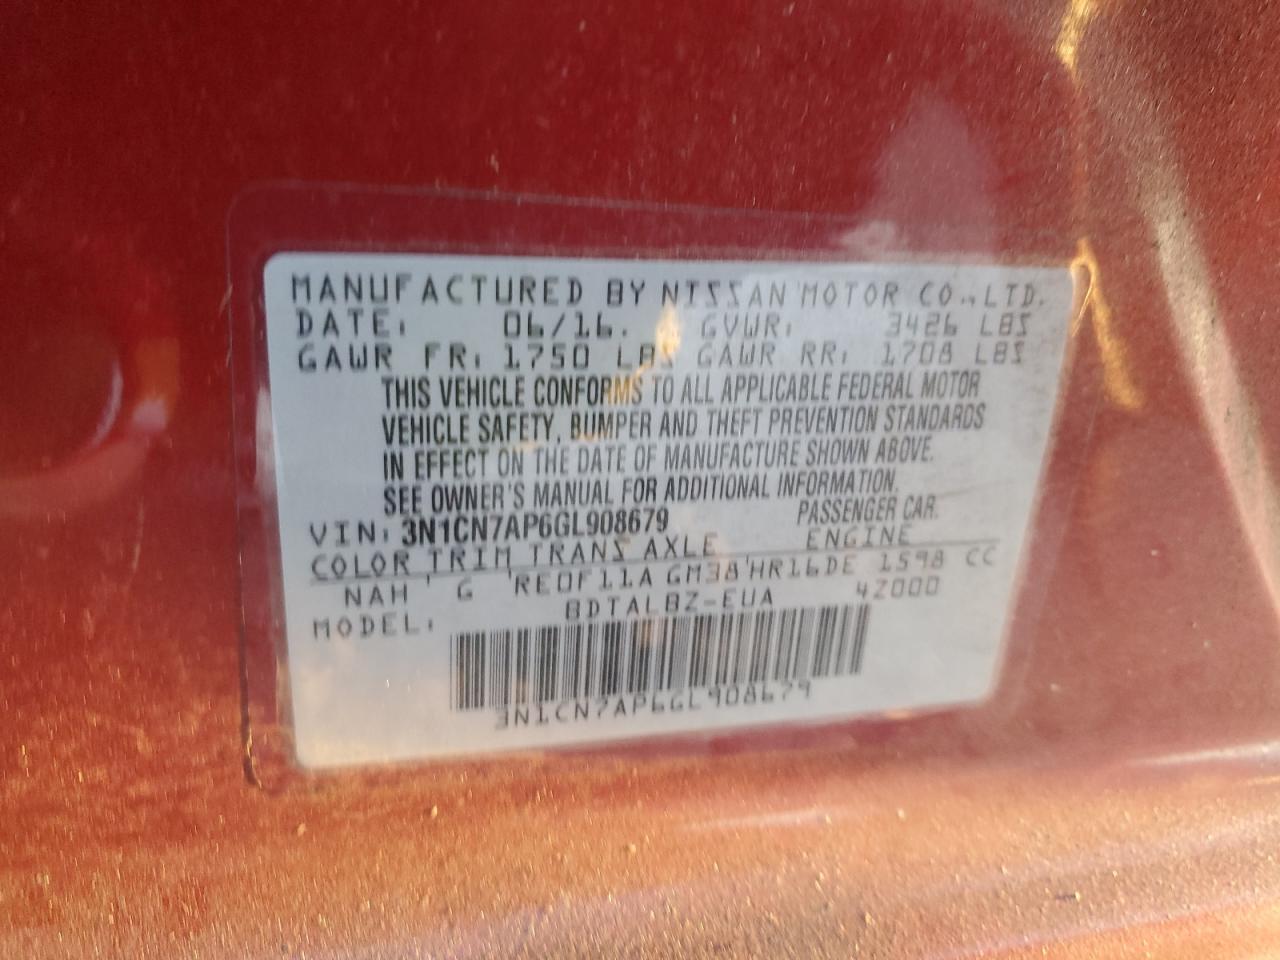 MANUFACTURED BY NISSAN MOTOR CO.,LTD.
DATE: 06/16. GVWR: 3426 LBS
GAWR FR: 1750 LBS GAWR RR: 1708 LBS
THIS VEHICLE CONFORMS TO ALL APPLICABLE FEDERAL MOTOR
VEHICLE SAFETY, BUMPER AND THEFT PREVENTION STANDARDS
IN EFFECT ON THE DATE OF MANUFACTURE SHOWN ABOVE.
SEE OWNER'S MANUAL FOR ADDITIONAL INFORMATION.
VIN: 3N1CN7AP6GL908679 PASSENGER CAR.
COLOR TRIM TRANS AXLE ENGINE
NAH G RE0F11A GM38 HR16DE 1598 CC
MODEL: BDTALBZ-EUA 4Z000
3N1CN7AP6GL908679